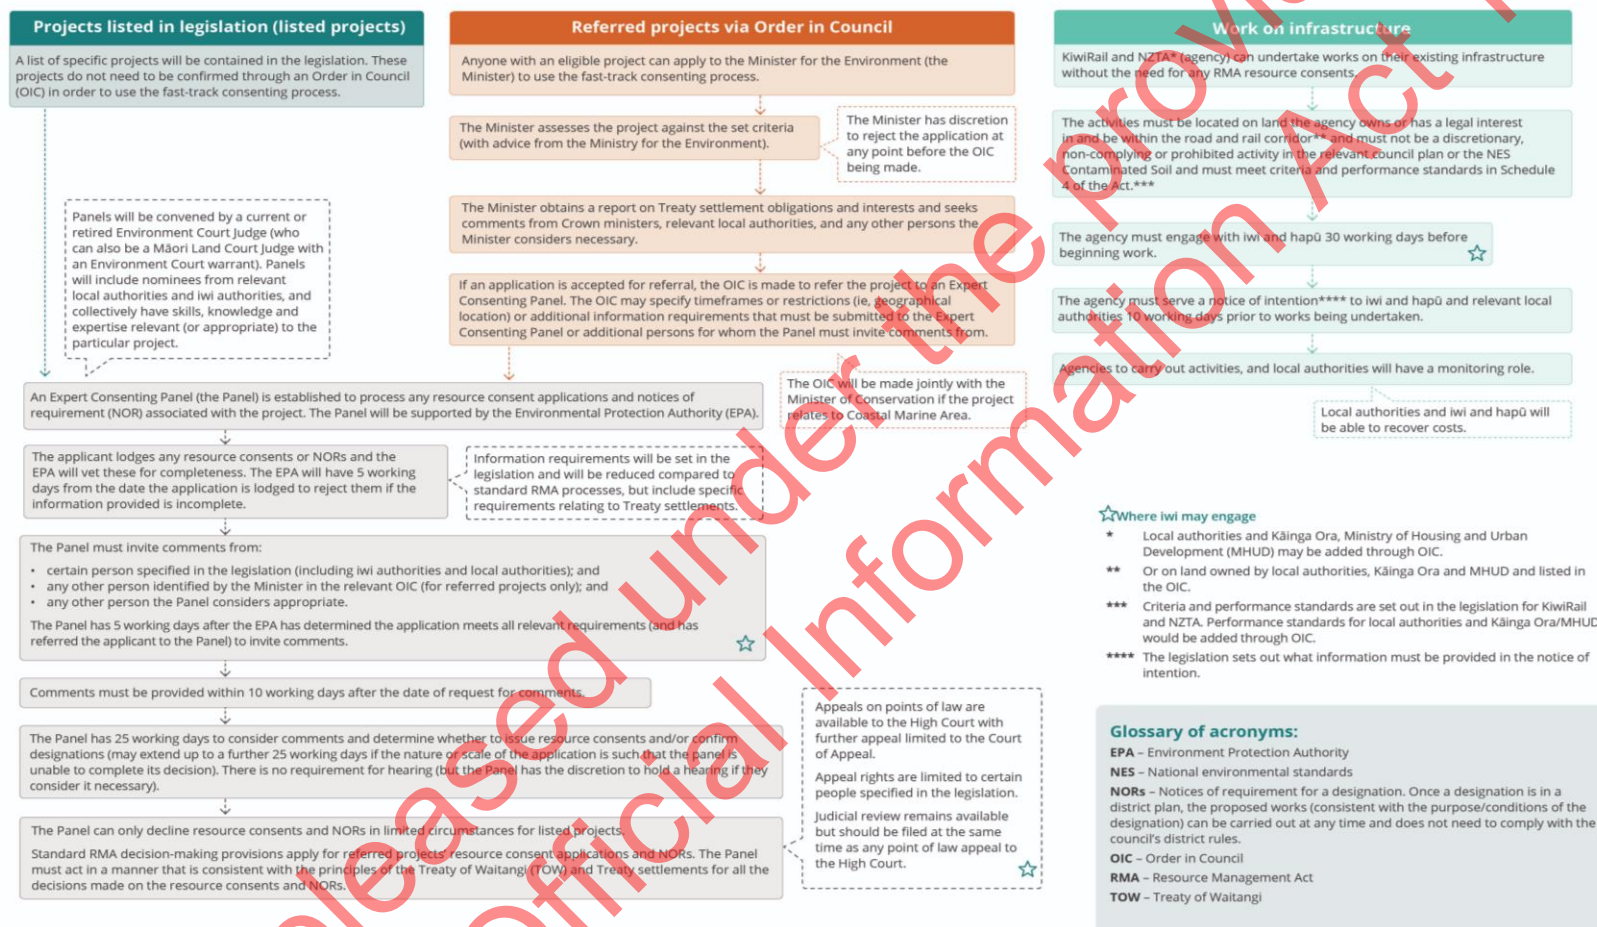 Projects listed in legislation (listed projects)
A list of specific projects will be contained in the legislation. These
projects do not need to be confirmed through an Order in Council
(OIC) in order to use the fast-track consenting process.
Panels will be convened by a current or
retired Environment Court Judge (who
can also be a Māori Land Court Judge with
an Environment Court warrant). Panels
will include nominees from relevant
local authorities and iwi authorities, and
collectively have skills, knowledge and
expertise relevant (or appropriate) to the
particular project.
Referred projects via Order in Council
Anyone with an eligible project can apply to the Minister for the Environment (the
Minister) to use the fast-track consenting process.
The Minister assesses the project against the set criteria
(with advice from the Ministry for the Environment).
The Minister has discretion
to reject the application at
any point before the OIC
being made.
The Minister obtains a report on Treaty settlement obligations and interests and seeks
comments from Crown ministers, relevant local authorities, and any other persons the
Minister considers necessary.
If an application is accepted for referral, the OIC is made to refer the project to an Expert
Consenting Panel. The OIC may specify timeframes or restrictions (ie, geographical
location) or additional information requirements that must be submitted to the Expert
Consenting Panel or additional persons for whom the Panel must invite comments from.
The OIC will be made jointly with the
Minister of Conservation if the project
relates to Coastal Marine Area.
An Expert Consenting Panel (the Panel) is established to process any resource consent applications and notices of
requirement (NOR) associated with the project. The Panel will be supported by the Environmental Protection Authority (EPA).
The applicant lodges any resource consents or NORs and the
EPA will vet these for completeness. The EPA will have 5 working
days from the date the application is lodged to reject them if the
information provided is incomplete.
Information requirements will be set in the
legislation and will be reduced compared to
standard RMA processes, but include specific
requirements relating to Treaty settlements.
The Panel must invite comments from:
• certain person specified in the legislation (including iwi authorities and local authorities); and
• any other person identified by the Minister in the relevant OIC (for referred projects only); and
• any other person the Panel considers appropriate.
The Panel has 5 working days after the EPA has determined the application meets all relevant requirements (and has
referred the applicant to the Panel) to invite comments.
Comments must be provided within 10 working days after the date of request for comments.
The Panel has 25 working days to consider comments and determine whether to issue resource consents and/or confirm
designations (may extend up to a further 25 working days if the nature or scale of the application is such that the panel is
unable to complete its decision). There is no requirement for hearing (but the Panel has the discretion to hold a hearing if they
consider it necessary).
The Panel can only decline resource consents and NORs in limited circumstances for listed projects.
Standard RMA decision-making provisions apply for referred projects' resource consent applications and NORs. The Panel
must act in a manner that is consistent with the principles of the Treaty of Waitangi (TOW) and Treaty settlements for all the
decisions made on the resource consents and NORs.
Appeals on points of law are
available to the High Court with
further appeal limited to the Court
of Appeal.
Appeal rights are limited to certain
people specified in the legislation.
Judicial review remains available
but should be filed at the same
time as any point of law appeal to
the High Court.
Work on infrastructure
KiwiRail and NZTA* (agency) can undertake works on their existing infrastructure
without the need for any RMA resource consents.
The activities must be located on land the agency owns or has a legal interest
in and be within the road and rail corridor** and must not be a discretionary,
non-complying or prohibited activity in the relevant council plan or the NES
Contaminated Soil and must meet criteria and performance standards in Schedule
4 of the Act.***
The agency must engage with iwi and hapū 30 working days before
beginning work.
The agency must serve a notice of intention**** to iwi and hapū and relevant local
authorities 10 working days prior to works being undertaken.
Agencies to carry out activities, and local authorities will have a monitoring role.
Local authorities and iwi and hapū will
be able to recover costs.
Where iwi may engage
* Local authorities and Kāinga Ora, Ministry of Housing and Urban
Development (MHUD) may be added through OIC.
** Or on land owned by local authorities, Kāinga Ora and MHUD and listed in
the OIC.
*** Criteria and performance standards are set out in the legislation for KiwiRail
and NZTA. Performance standards for local authorities and Kāinga Ora/MHUD
would be added through OIC.
**** The legislation sets out what information must be provided in the notice of
intention.
Glossary of acronyms:
EPA – Environment Protection Authority
NES – National environmental standards
NORs – Notices of requirement for a designation. Once a designation is in a
district plan, the proposed works (consistent with the purpose/conditions of the
designation) can be carried out at any time and does not need to comply with the
council's district rules.
OIC – Order in Council
RMA – Resource Management Act
TOW – Treaty of Waitangi
under the
Official Information Act